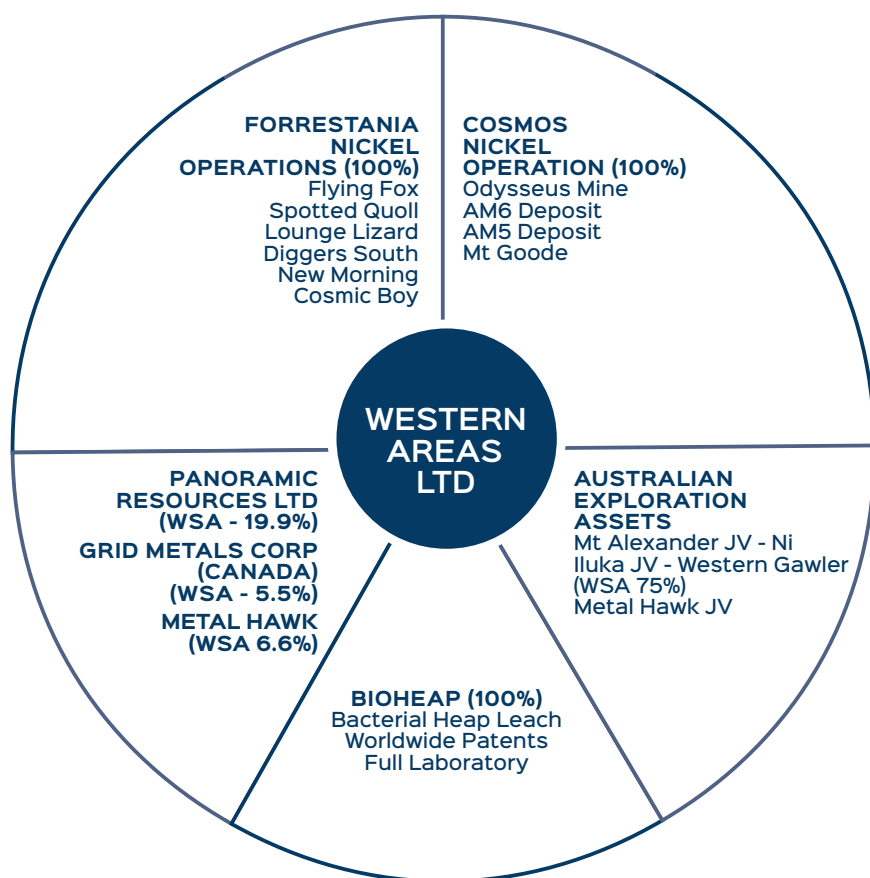 FORRESTANIA
NICKEL
OPERATIONS (100%)
Flying Fox
Spotted Quoll
Lounge Lizard
Diggers South
New Morning
Cosmic Boy
COSMOS
NICKEL
OPERATION (100%)
Odysseus Mine
AM6 Deposit
AM5 Deposit
Mt Goode
WESTERN
AREAS
LTD
PANORAMIC
RESOURCES LTD
(WSA - 19.9%)
GRID METALS CORP
(CANADA)
(WSA - 5.5%)
METAL HAWK
(WSA 6.6%)
AUSTRALIAN
EXPLORATION
ASSETS
Mt Alexander JV - Ni
Iluka JV - Western Gawler
(WSA 75%)
Metal Hawk JV
BIOHEAP (100%)
Bacterial Heap Leach
Worldwide Patents
Full Laboratory